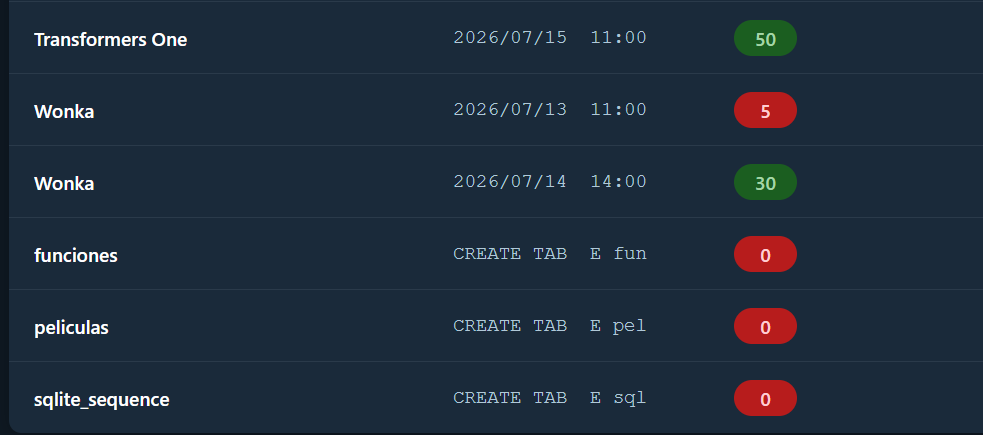 Transformers One 2026/07/15 11:00 50
Wonka 2026/07/13 11:00 5
Wonka 2026/07/14 14:00 30
funciones CREATE TAB E fun 0
peliculas CREATE TAB E pel 0
sqlite_sequence CREATE TAB E sql 0